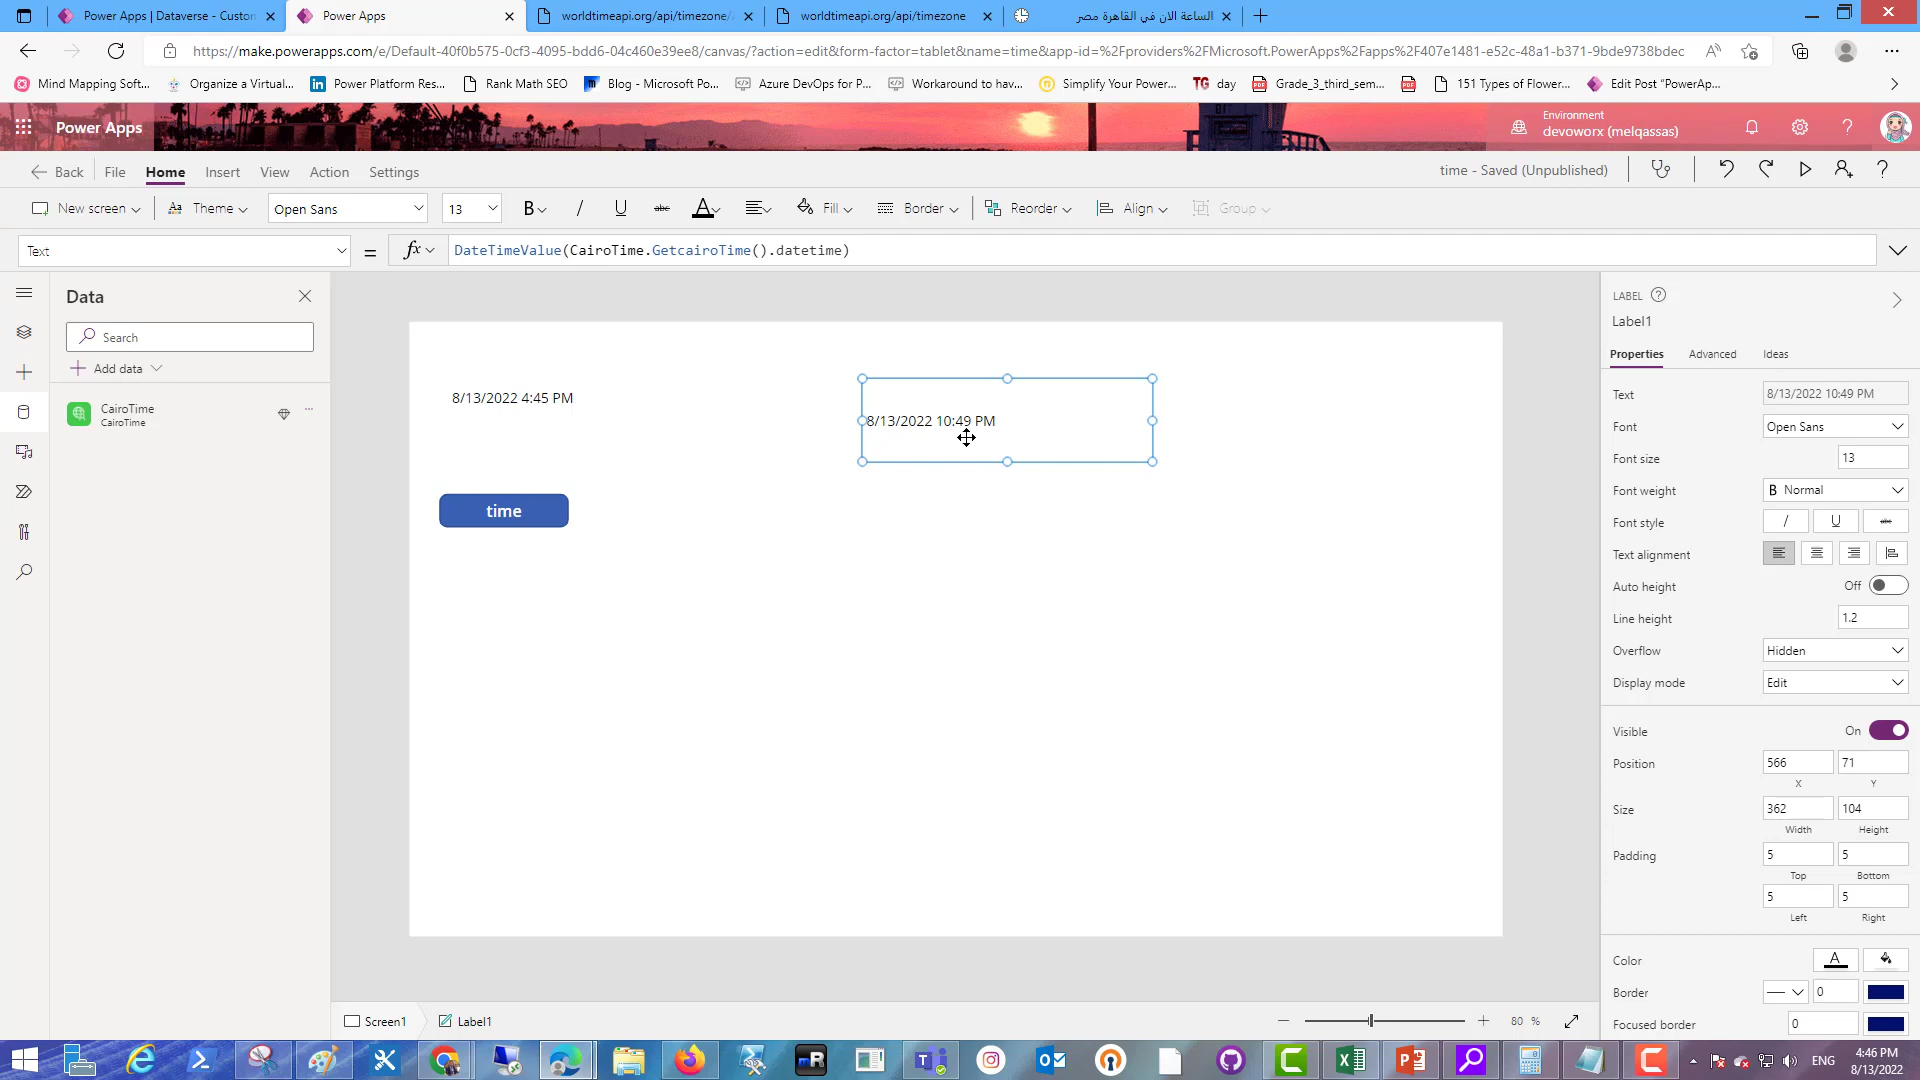 Power Apps | Dataverse - Custom
Power Apps
worldtimeapi.org/api/timezone/
worldtimeapi.org/api/timezone
الساعة الان في القاهرة مصر
https://make.powerapps.com/e/Default-40f0b575-0cf3-4095-bdd6-04c460e39ee8/canvas/?action=edit&form-factor=tablet&name=time&app-id=%2Fproviders%2FMicrosoft.PowerApps%2Fapps%2F407e1481-e52c-48a1-b371-9bde9738bdec
Mind Mapping Soft...
Organize a Virtual...
Power Platform Res...
Rank Math SEO
Blog - Microsoft Po...
Azure DevOps for P...
Workaround to hav...
Simplify Your Power...
TG day
Grade_3_third_sem...
151 Types of Flower...
Edit Post "PowerAp...
Power Apps
Environment
devoworx (melqassas)
Back
File
Home
Insert
View
Action
Settings
time - Saved (Unpublished)
New screen
Theme
Open Sans
13
B
Fill
Border
Reorder
Align
Group
Text
= fx
DateTimeValue(CairoTime.GetcairoTime().datetime)
Data
Search
Add data
CairoTime
CairoTime
8/13/2022 4:45 PM
8/13/2022 10:49 PM
time
LABEL
Label1
Properties
Advanced
Ideas
Text
8/13/2022 10:49 PM
Font
Open Sans
Font size
13
Font weight
B Normal
Font style
Text alignment
Auto height
Off
Line height
1.2
Overflow
Hidden
Display mode
Edit
Visible
On
Position
566
71
X
Y
Size
362
104
Width
Height
Padding
5
5
Top
Bottom
5
5
Left
Right
Color
Border
0
Focused border
0
Screen1
Label1
80 %
ENG
4:46 PM
8/13/2022